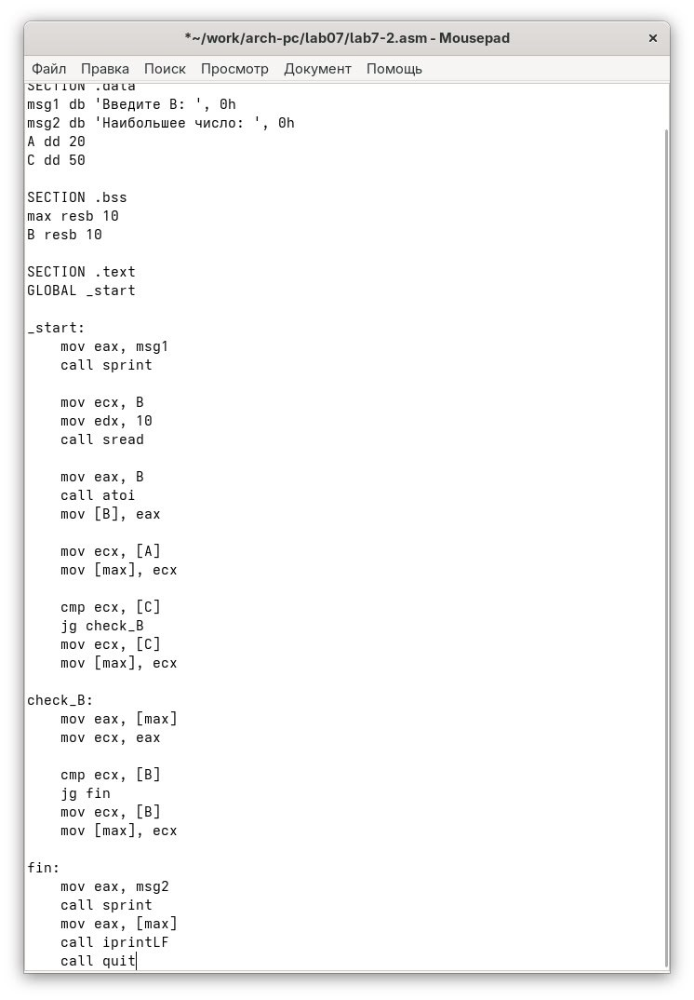 *~/work/arch-pc/lab07/lab7-2.asm - Mousepad
Файл Правка Поиск Просмотр Документ Помощь
SECTION .data
msg1 db 'Введите B: ', 0h
msg2 db 'Наибольшее число: ', 0h
A dd 20
C dd 50

SECTION .bss
max resb 10
B resb 10

SECTION .text
GLOBAL _start

_start:
    mov eax, msg1
    call sprint

    mov ecx, B
    mov edx, 10
    call sread

    mov eax, B
    call atoi
    mov [B], eax

    mov ecx, [A]
    mov [max], ecx

    cmp ecx, [C]
    jg check_B
    mov ecx, [C]
    mov [max], ecx

check_B:
    mov eax, [max]
    mov ecx, eax

    cmp ecx, [B]
    jg fin
    mov ecx, [B]
    mov [max], ecx

fin:
    mov eax, msg2
    call sprint
    mov eax, [max]
    call iprintLF
    call quit